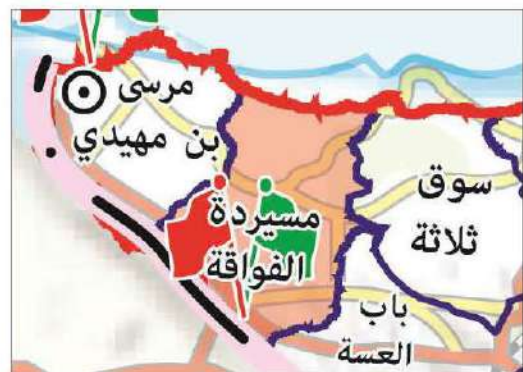 مرسى
بن مهيدي
مسيردة
الفواقة
سوق
ثلاثة
باب
العسة